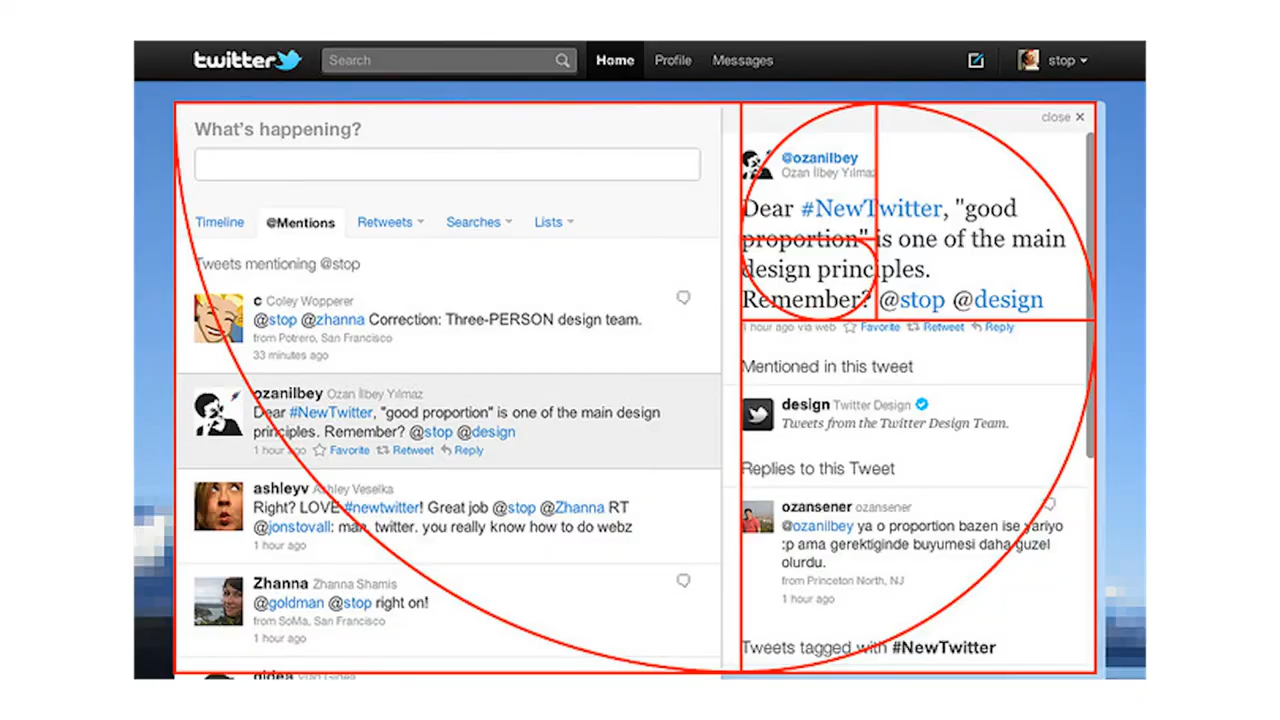 twitter Search Home Profile Messages stop
What's happening?
Timeline @Mentions Retweets Searches Lists
Tweets mentioning @stop
c Coley Wopperer
@stop @zhanna Correction: Three-PERSON design team.
from Potrero, San Francisco
33 minutes ago
ozanilbey Ozan İlbey Yılmaz
Dear #NewTwitter, "good proportion" is one of the main design
principles. Remember? @stop @design
1 hour ago Favorite Retweet Reply
ashleyv Ashley Veselka
Right? LOVE #newtwitter! Great job @stop @Zhanna RT
@jonstovall: man, twitter. you really know how to do webz
1 hour ago
Zhanna Zhanna Shamis
@goldman @stop right on!
from SoMa, San Francisco
1 hour ago
close ✕
@ozanilbey
Ozan İlbey Yılmaz
Dear #NewTwitter, "good
proportion" is one of the main
design principles.
Remember? @stop @design
1 hour ago via web Favorite Retweet Reply
Mentioned in this tweet
design Twitter Design
Tweets from the Twitter Design Team.
Replies to this Tweet
ozansener ozansener
@ozanilbey ya o proportion bazen ise yariyo
:p ama gerektiginde buyumesi daha guzel
olurdu.
from Princeton North, NJ
1 hour ago
Tweets tagged with #NewTwitter